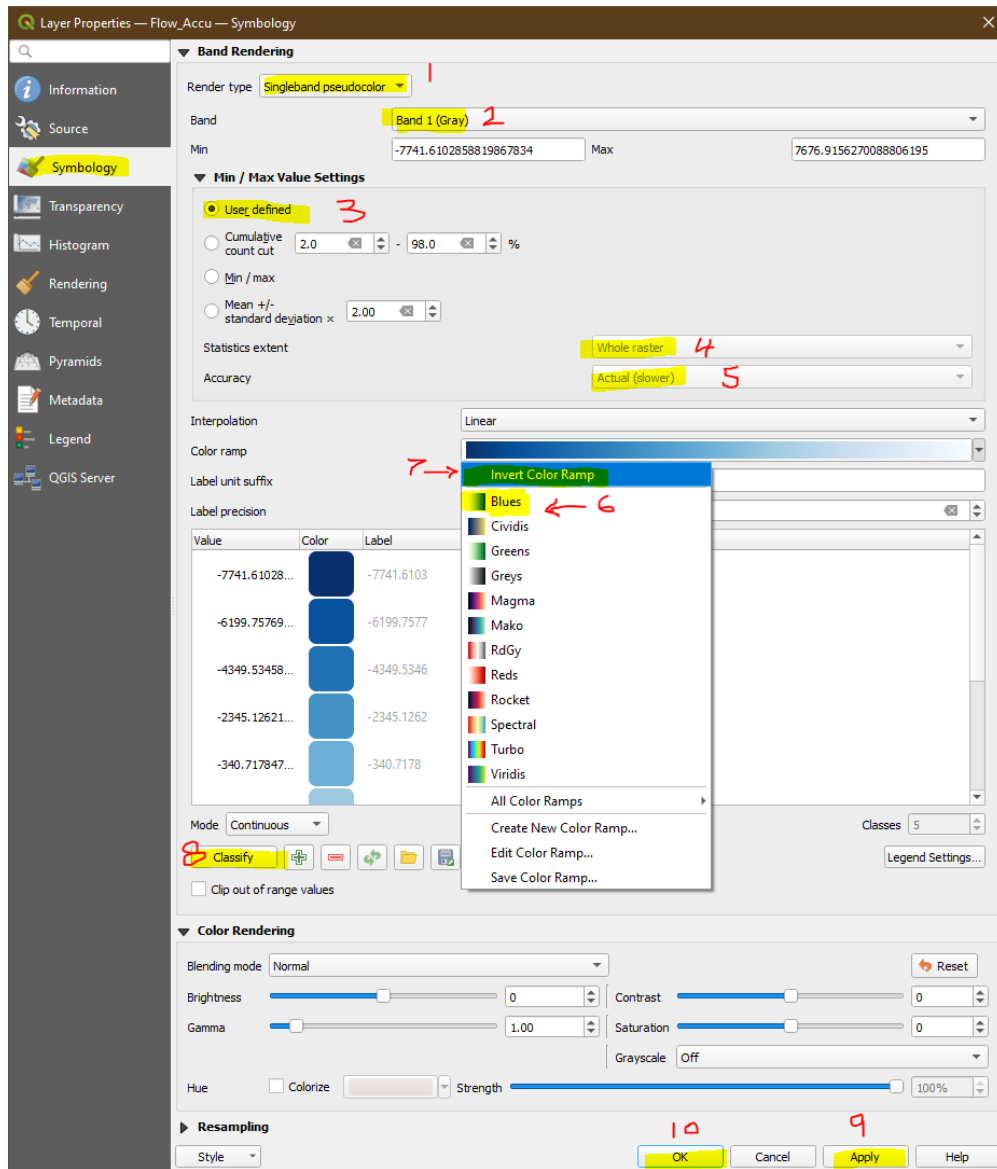 Layer Properties — Flow_Accu — Symbology
Information
Source
Symbology
Transparency
Histogram
Rendering
Temporal
Pyramids
Metadata
Legend
QGIS Server
Band Rendering
Render type Singleband pseudocolor 1
Band Band 1 (Gray) 2
Min -7741.6102858819867834 Max 7676.9156270088806195
Min / Max Value Settings
User defined 3
Cumulative count cut 2.0 - 98.0 %
Min / max
Mean +/- standard deviation × 2.00
Statistics extent Whole raster 4
Accuracy Actual (slower) 5
Interpolation Linear
Color ramp
7 Invert Color Ramp
Label unit suffix
Blues 6
Label precision
Cividis
Greens
Greys
Magma
Mako
RdGy
Reds
Rocket
Spectral
Turbo
Viridis
All Color Ramps
Create New Color Ramp...
Edit Color Ramp...
Save Color Ramp...
Value Color Label
-7741.61028... -7741.6103
-6199.75769... -6199.7577
-4349.53458... -4349.5346
-2345.12621... -2345.1262
-340.717847... -340.7178
Mode Continuous Classes 5
8 Classify Legend Settings...
Clip out of range values
Color Rendering
Blending mode Normal Reset
Brightness 0 Contrast 0
Gamma 1.00 Saturation 0
Grayscale Off
Hue Colorize Strength 100%
Resampling
10 9
Style OK Cancel Apply Help